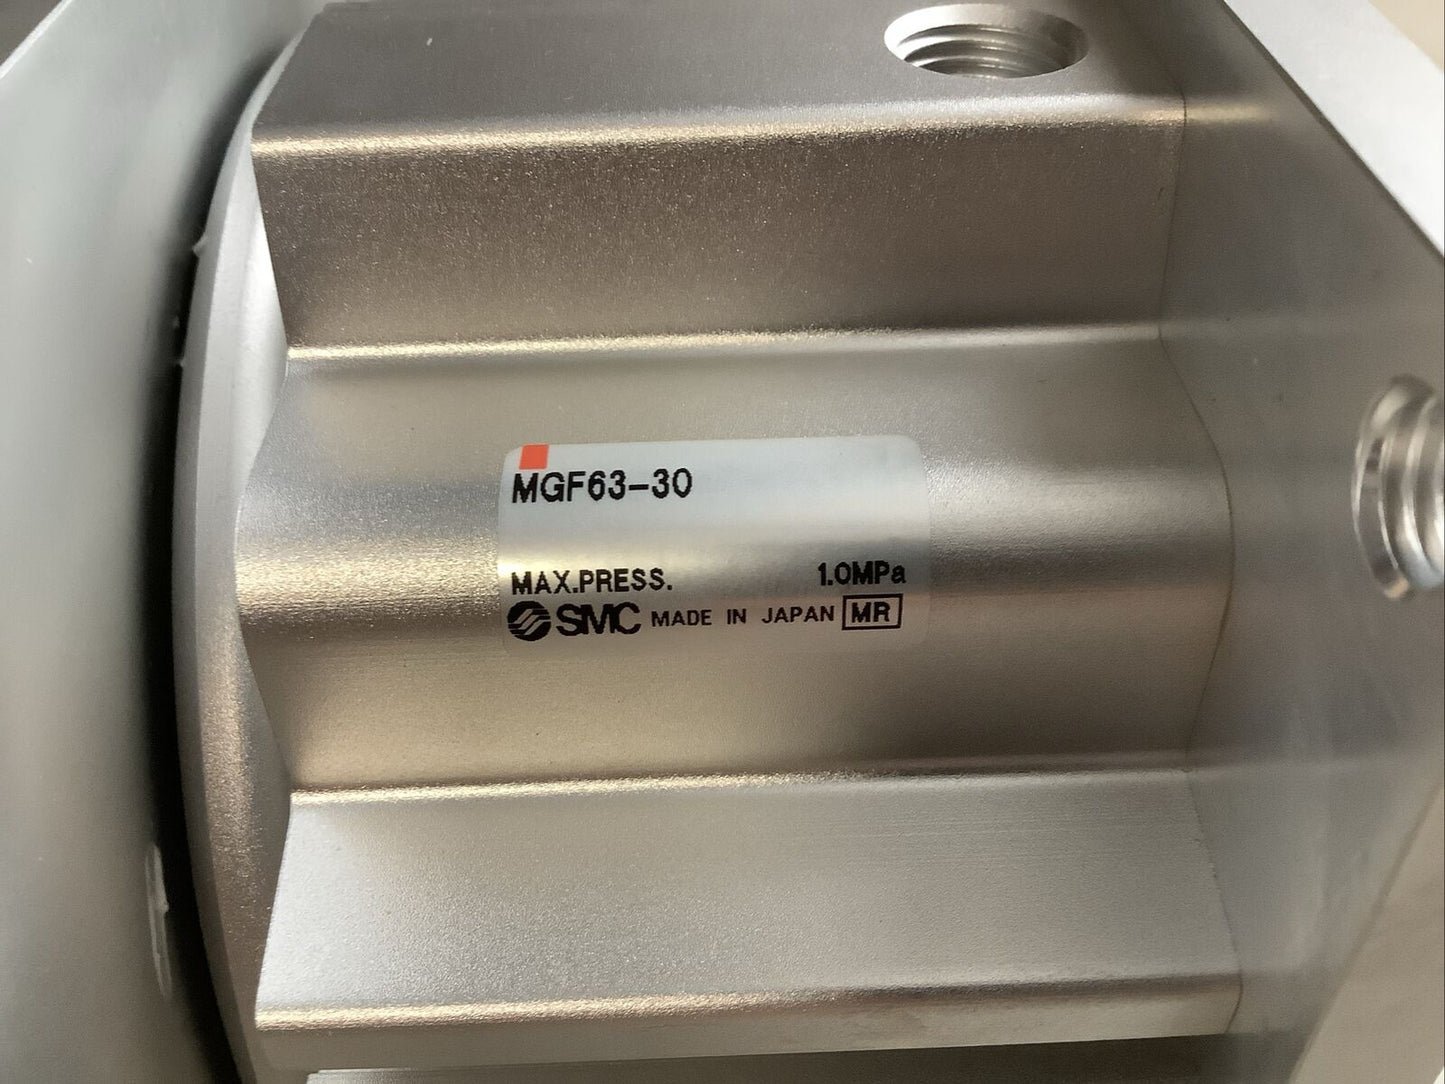 MGF63-30
MAX.PRESS. 1.0MPa
SMC MADE IN JAPAN MR